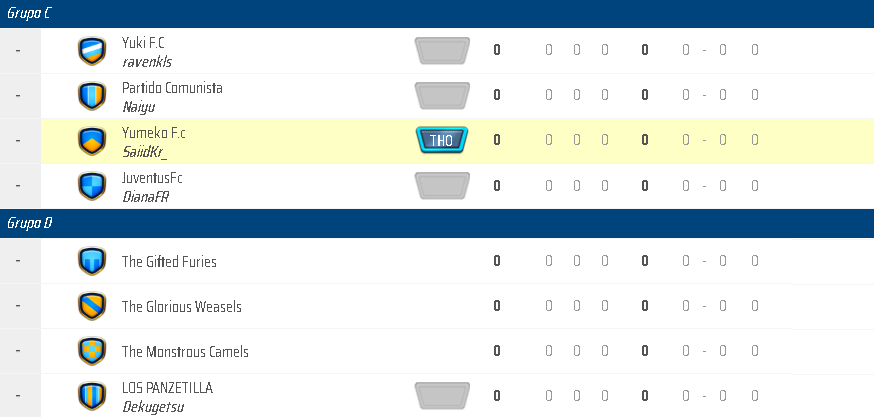 Grupo C
- Yuki F.C 0 0 0 0 0 0 - 0 0
ravenkls
- Partido Comunista 0 0 0 0 0 0 - 0 0
Naiyu
- Yumeko F.c THO 0 0 0 0 0 0 - 0 0
SaiidKr_
- JuventusFc 0 0 0 0 0 0 - 0 0
DianaFR
Grupo D
- The Gifted Furies 0 0 0 0 0 0 - 0 0
- The Glorious Weasels 0 0 0 0 0 0 - 0 0
- The Monstrous Camels 0 0 0 0 0 0 - 0 0
- LOS PANZETILLA 0 0 0 0 0 0 - 0 0
Dekugetsu